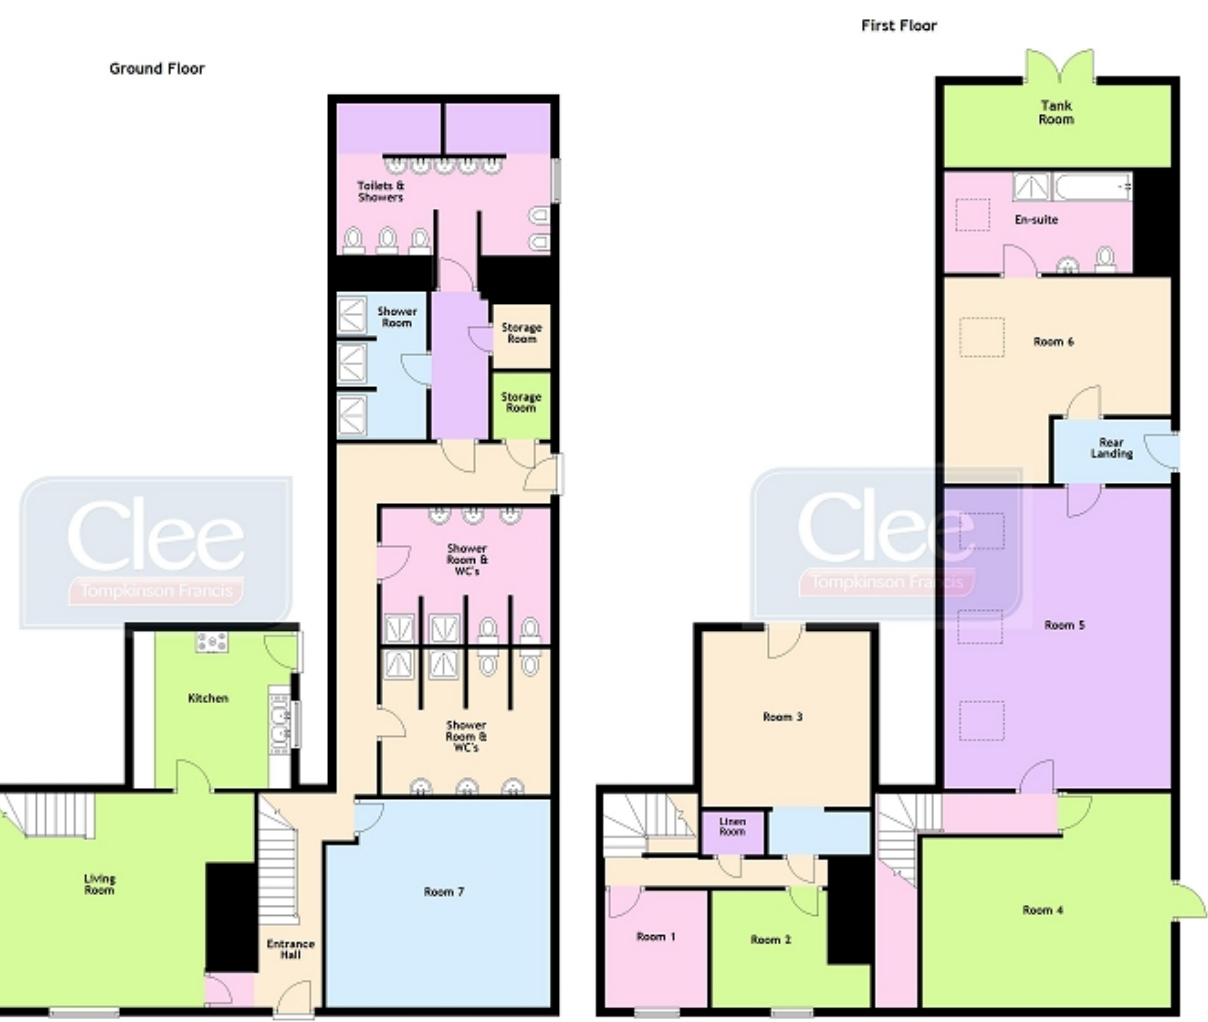 Ground Floor
Toilets &
Showers
Shower
Room
Storage
Room
Storage
Room
Clee
Tompkinson Francis
Shower
Room &
WC's
Kitchen
Shower
Room &
WC's
Living
Room
Room 7
Entrance
Hall
First Floor
Tank
Room
En-suite
Room 6
Rear
Landing
Clee
Tompkinson Francis
Room 5
Room 3
Linen
Room
Room 4
Room 1
Room 2